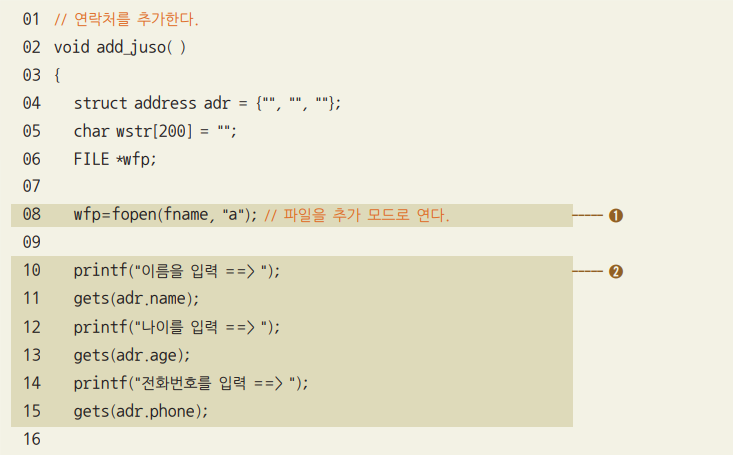 01 // 연락처를 추가한다.
02 void add_juso( )
03 {
04 struct address adr = {"", "", ""};
05 char wstr[200] = "";
06 FILE *wfp;
07
08 wfp=fopen(fname, "a"); // 파일을 추가 모드로 연다. ----- ❶
09
10 printf("이름을 입력 ==> "); ----- ❷
11 gets(adr.name);
12 printf("나이를 입력 ==> ");
13 gets(adr.age);
14 printf("전화번호를 입력 ==> ");
15 gets(adr.phone);
16